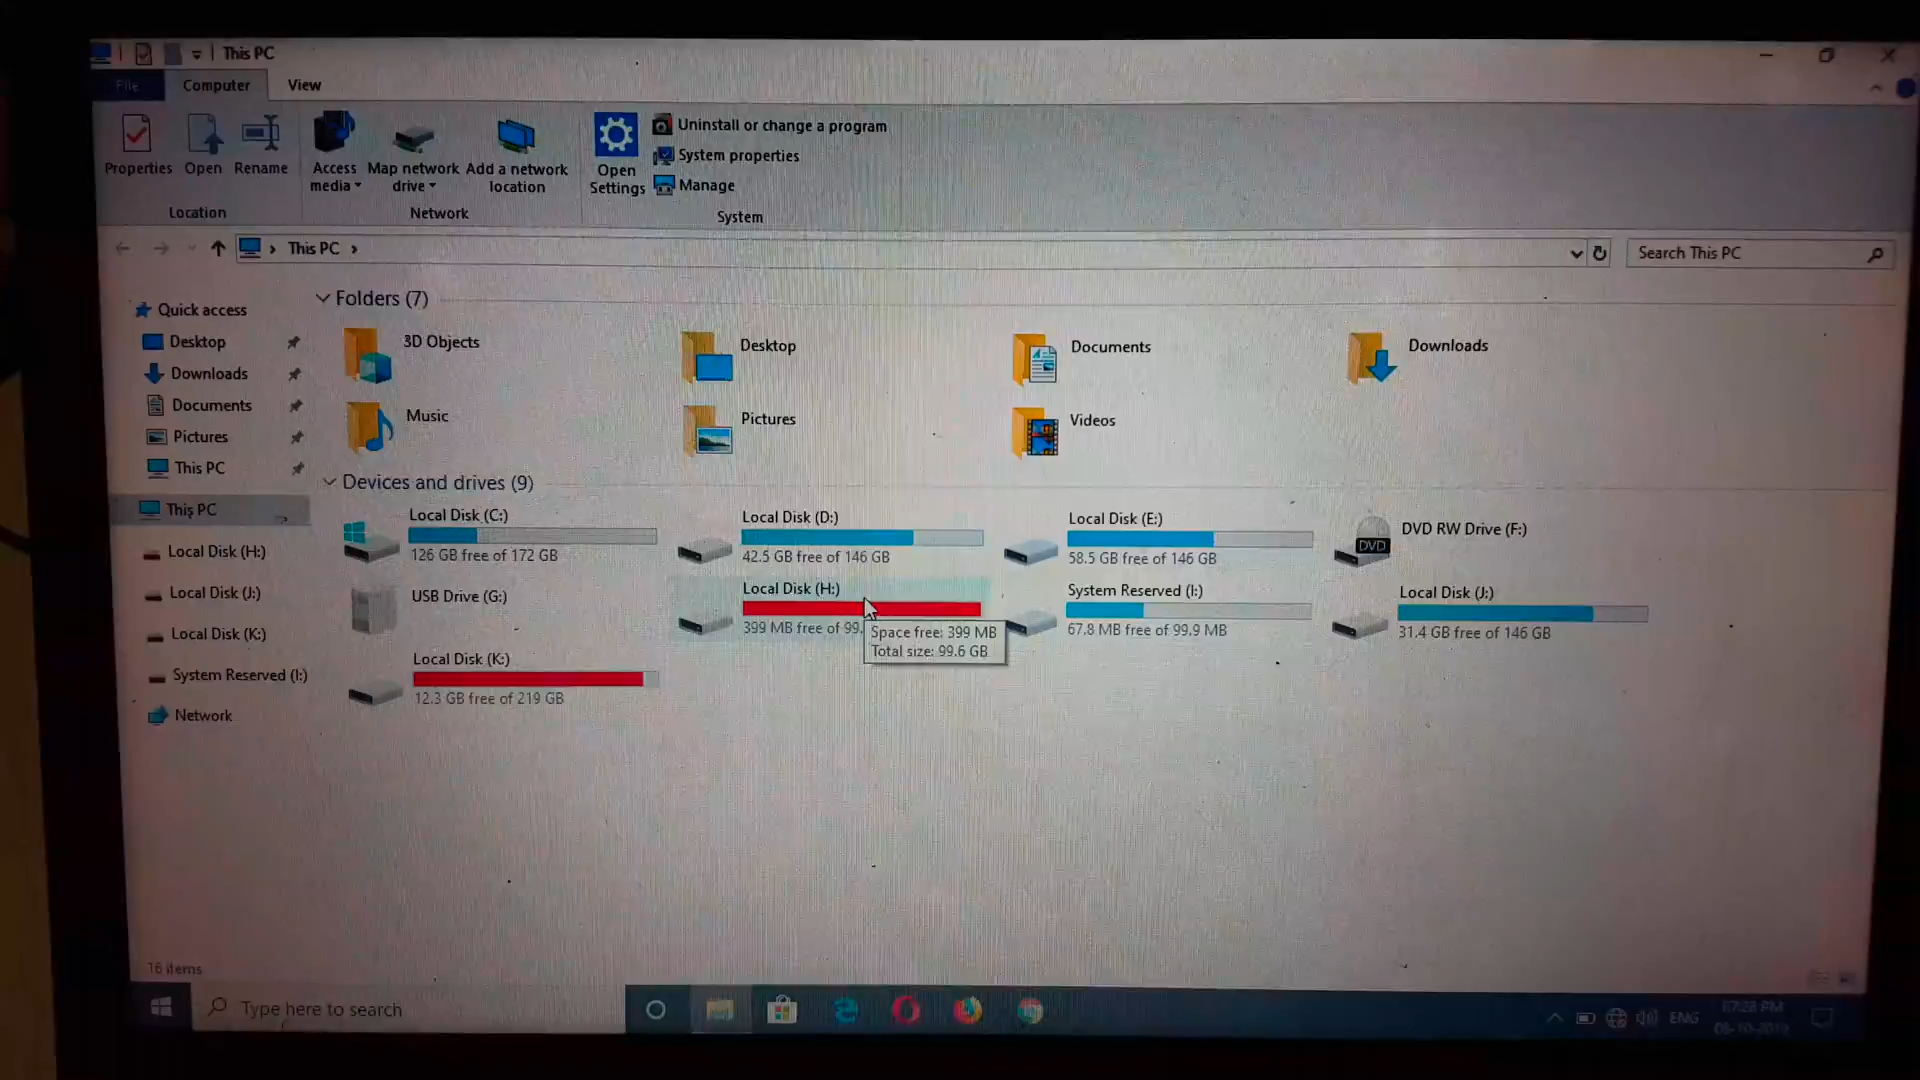 This PC
File Computer View
Properties Open Rename
Access media
Map network drive
Add a network location
Open Settings
Uninstall or change a program
System properties
Manage
Location Network System
This PC
Search This PC
Quick access
Desktop
Downloads
Documents
Pictures
This PC
This PC
Local Disk (H:)
Local Disk (J:)
Local Disk (K:)
System Reserved (I:)
Network
Folders (7)
3D Objects
Desktop
Documents
Downloads
Music
Pictures
Videos
Devices and drives (9)
Local Disk (C:)
126 GB free of 172 GB
Local Disk (D:)
42.5 GB free of 146 GB
Local Disk (E:)
58.5 GB free of 146 GB
DVD RW Drive (F:)
DVD
USB Drive (G:)
Local Disk (H:)
399 MB free of 99.
Space free: 399 MB
Total size: 99.6 GB
System Reserved (I:)
67.8 MB free of 99.9 MB
Local Disk (J:)
31.4 GB free of 146 GB
Local Disk (K:)
12.3 GB free of 219 GB
16 items
Type here to search
ENG
07:28 PM